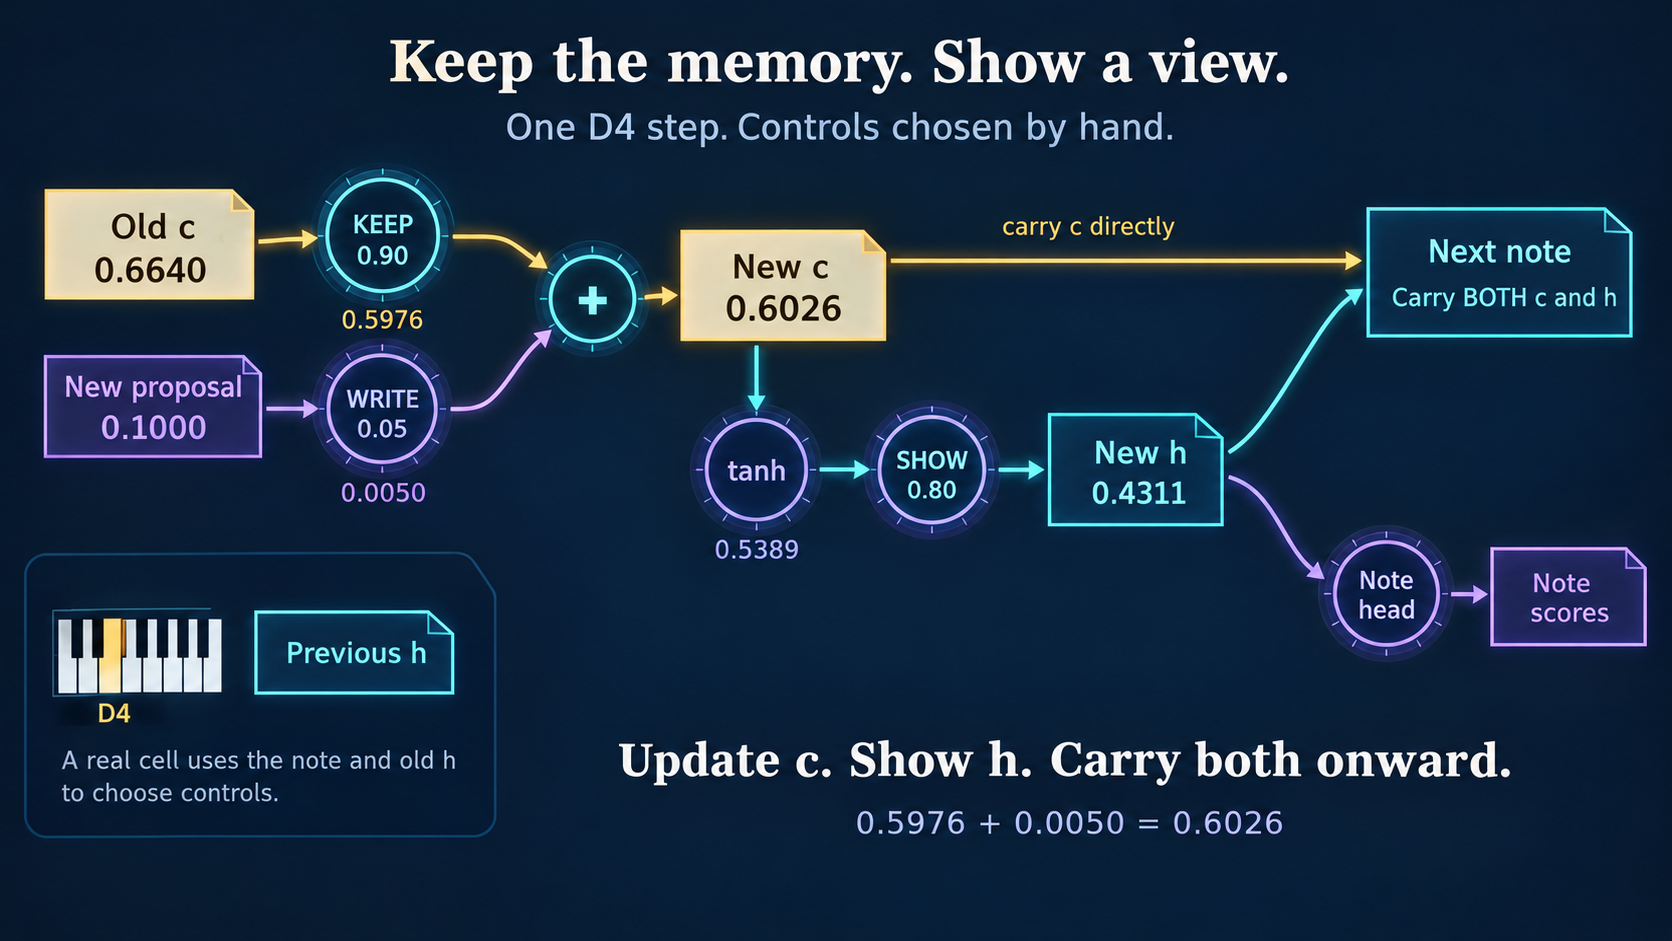 Keep the memory. Show a view.
One D4 step. Controls chosen by hand.
Old c
0.6640
KEEP
0.90
0.5976
New proposal
0.1000
WRITE
0.05
0.0050
+
New c
0.6026
carry c directly
Next note
Carry BOTH c and h
tanh
0.5389
SHOW
0.80
New h
0.4311
Note
head
Note
scores
D4
Previous h
A real cell uses the note and old h
to choose controls.
Update c. Show h. Carry both onward.
0.5976 + 0.0050 = 0.6026